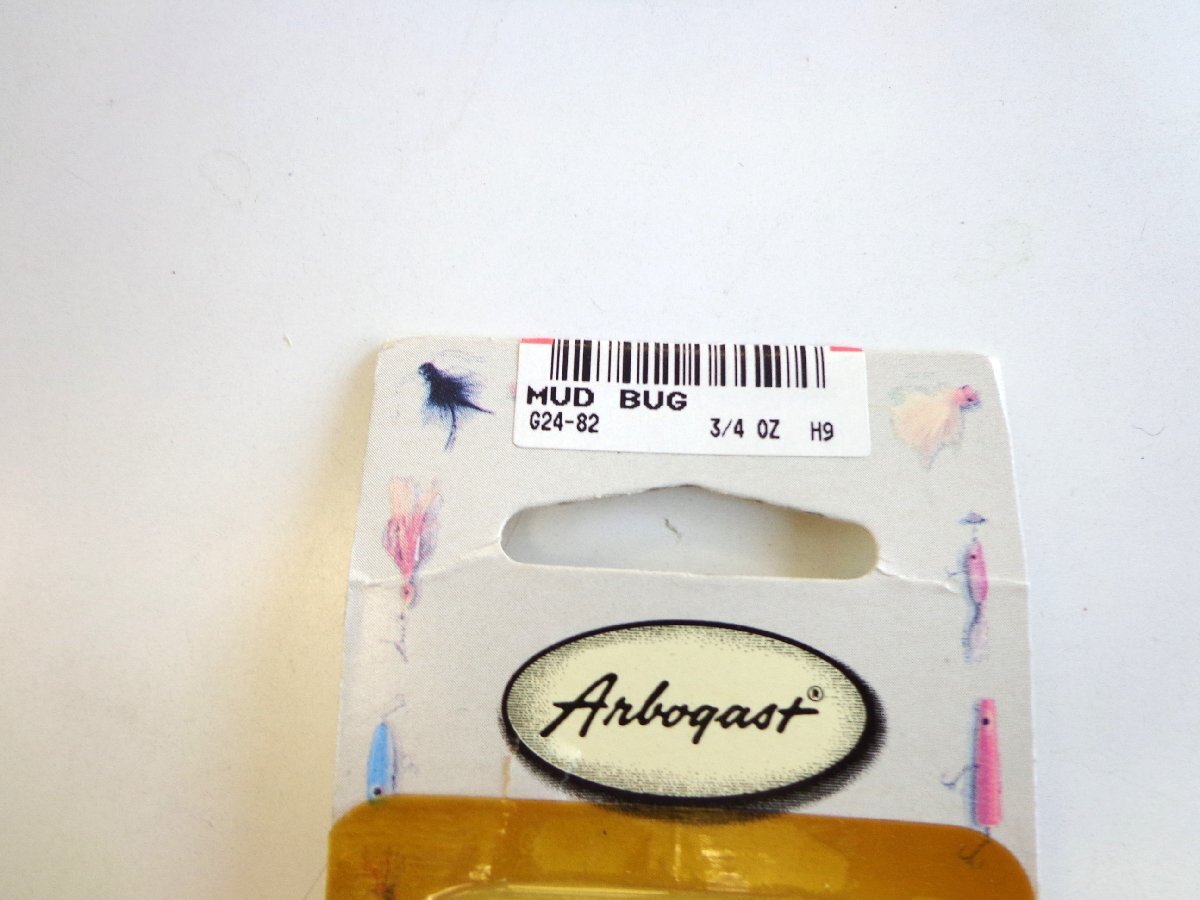 MUD BUG
G24-82 3/4 OZ H9
Arbogast®